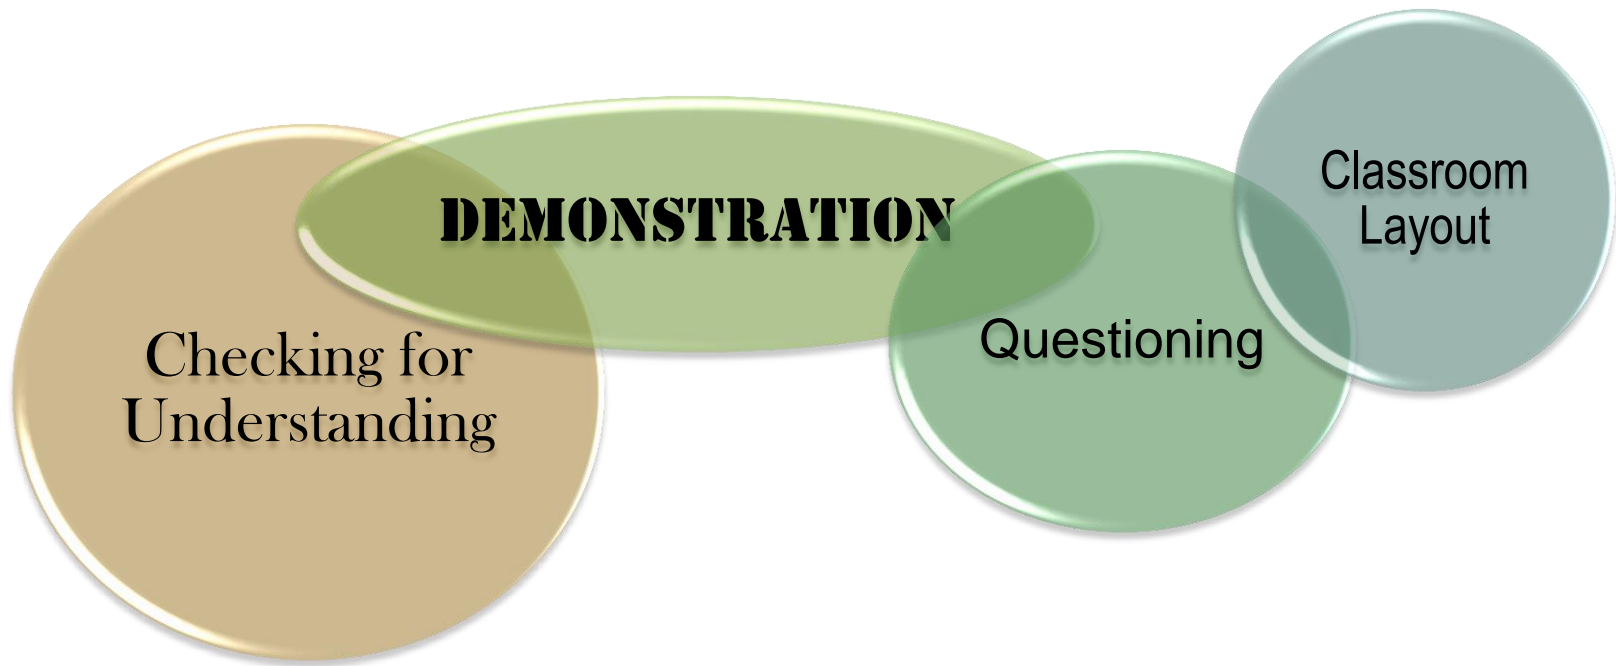 Checking for
Understanding
DEMONSTRATION
Questioning
Classroom
Layout